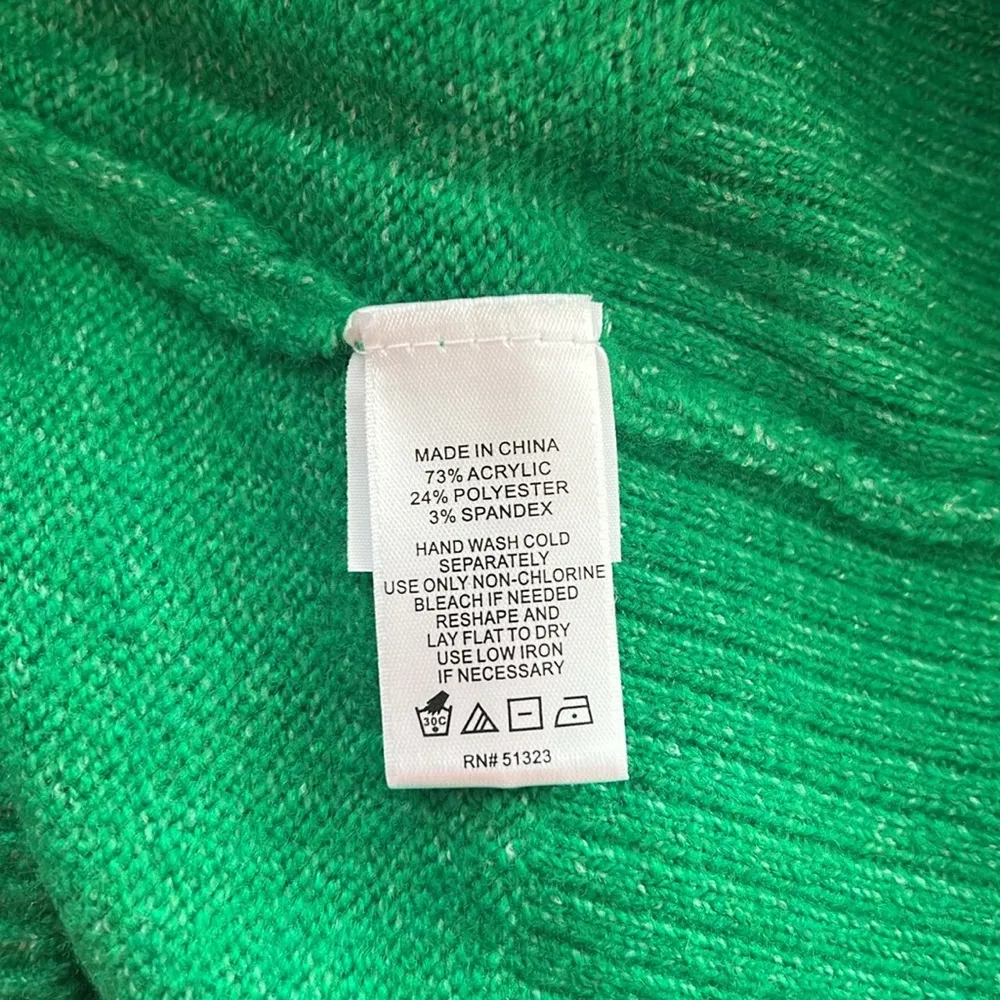 MADE IN CHINA
73% ACRYLIC
24% POLYESTER
3% SPANDEX
HAND WASH COLD
SEPARATELY
USE ONLY NON-CHLORINE
BLEACH IF NEEDED
RESHAPE AND
LAY FLAT TO DRY
USE LOW IRON
IF NECESSARY
30C
RN# 51323